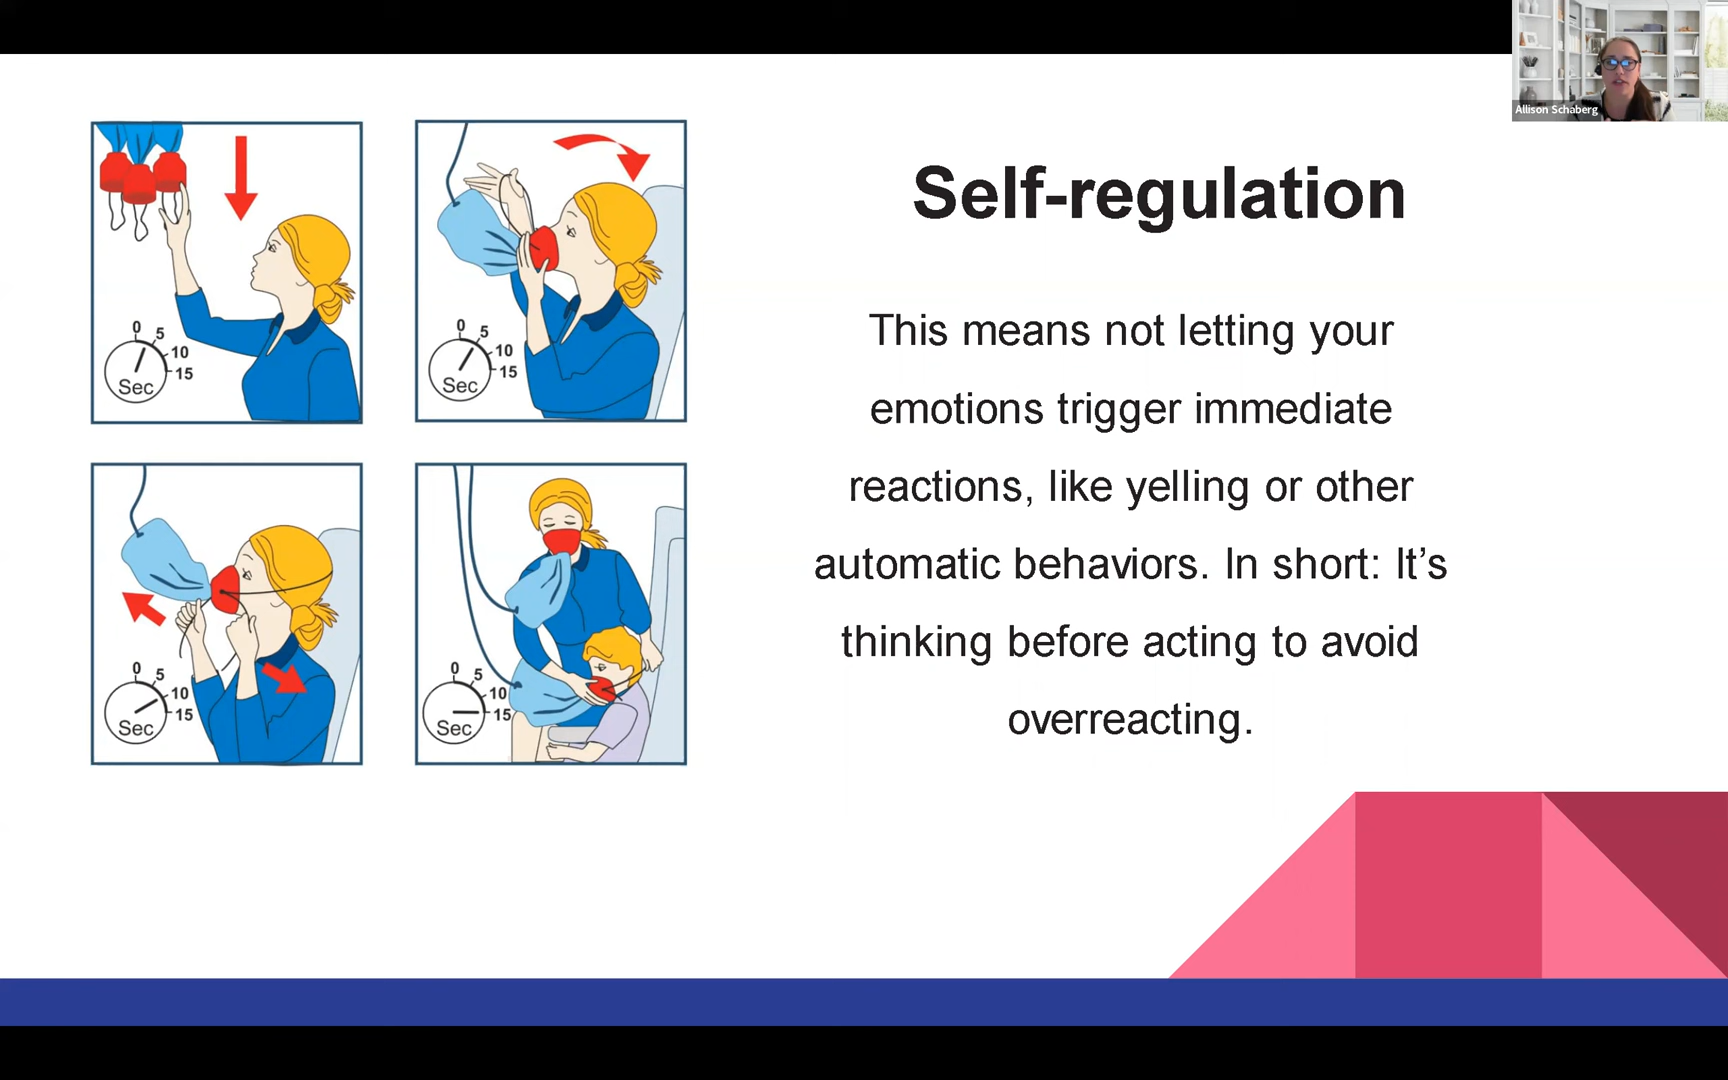 Allison Schaberg
Self-regulation
This means not letting your
emotions trigger immediate
reactions, like yelling or other
automatic behaviors. In short: It’s
thinking before acting to avoid
overreacting.
0
5
10
15
Sec
0
5
10
15
Sec
0
5
10
15
Sec
0
5
10
15
Sec